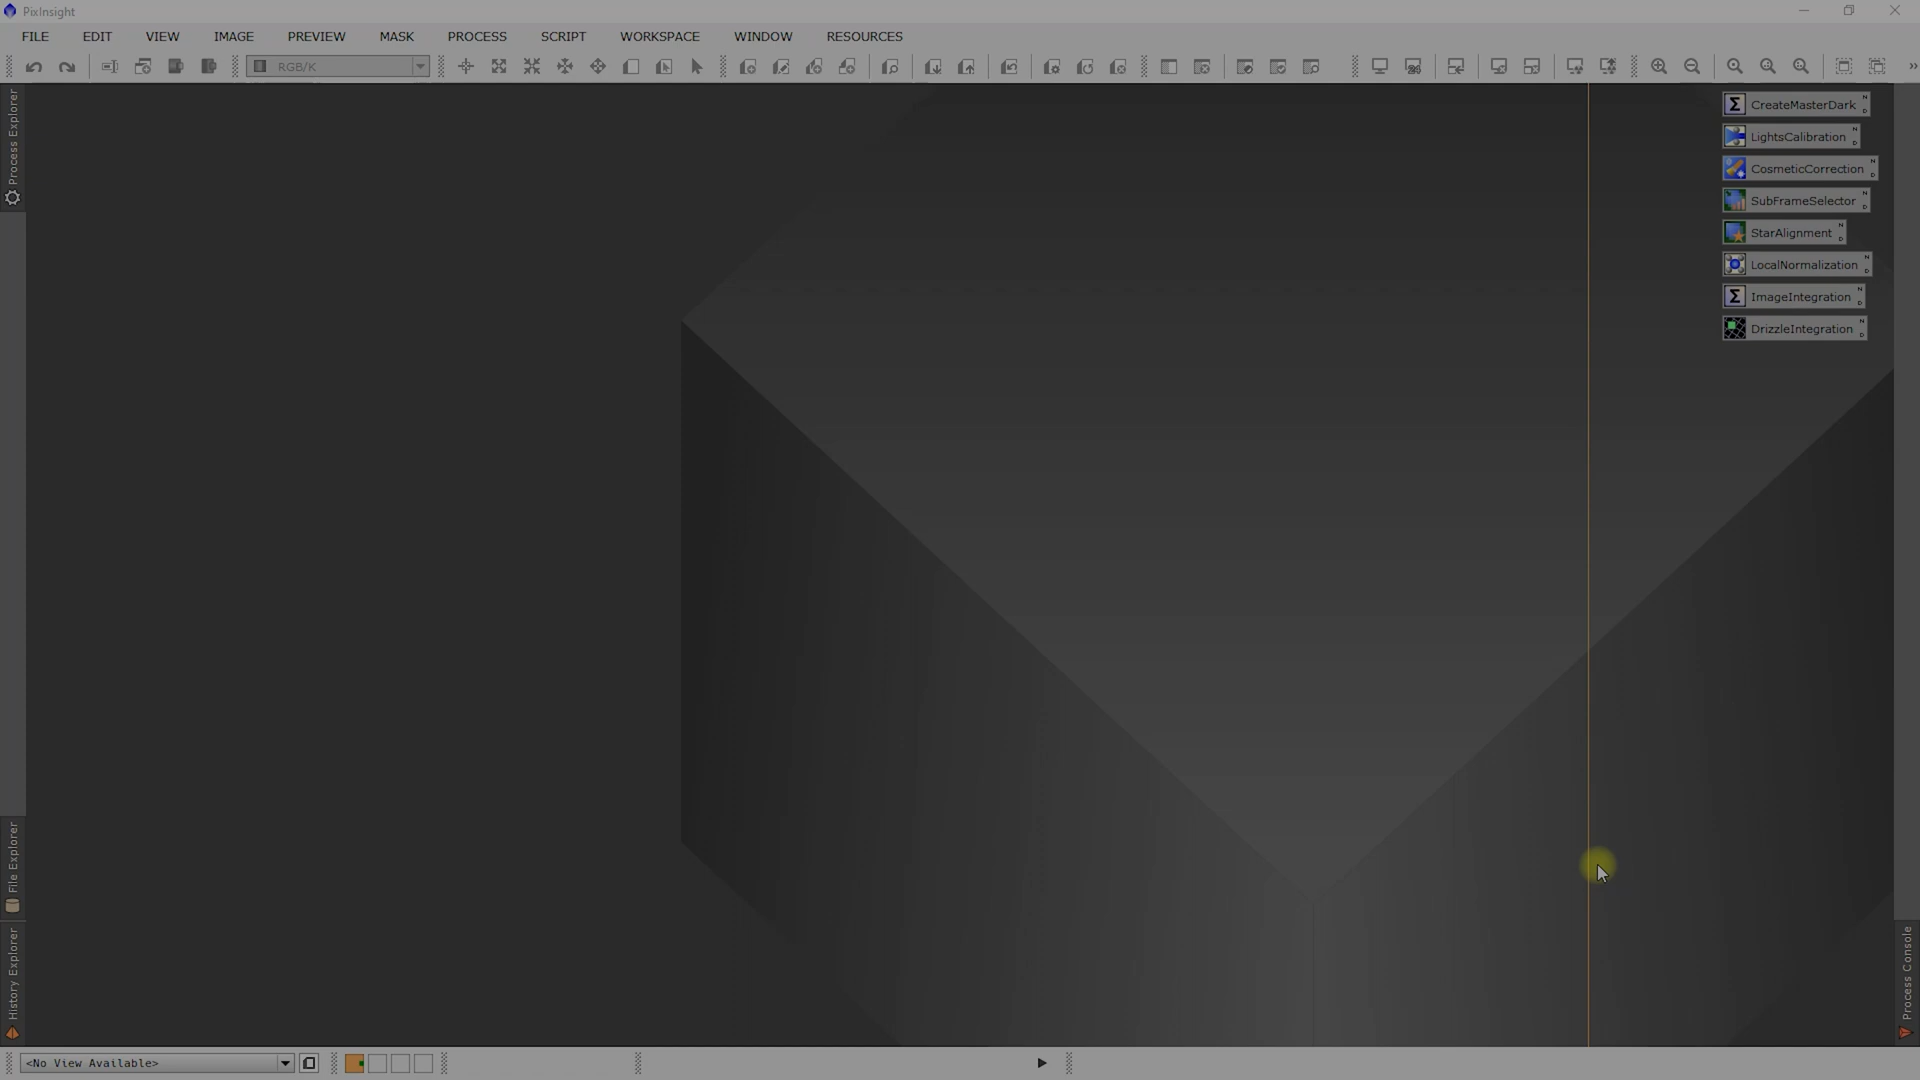 PixInsight
FILE EDIT VIEW IMAGE PREVIEW MASK PROCESS SCRIPT WORKSPACE WINDOW RESOURCES
RGB/K
Process Explorer
CreateMasterDark
LightsCalibration
CosmeticCorrection
SubFrameSelector
StarAlignment
LocalNormalization
ImageIntegration
DrizzleIntegration
File Explorer
History Explorer
Process Console
<No View Available>